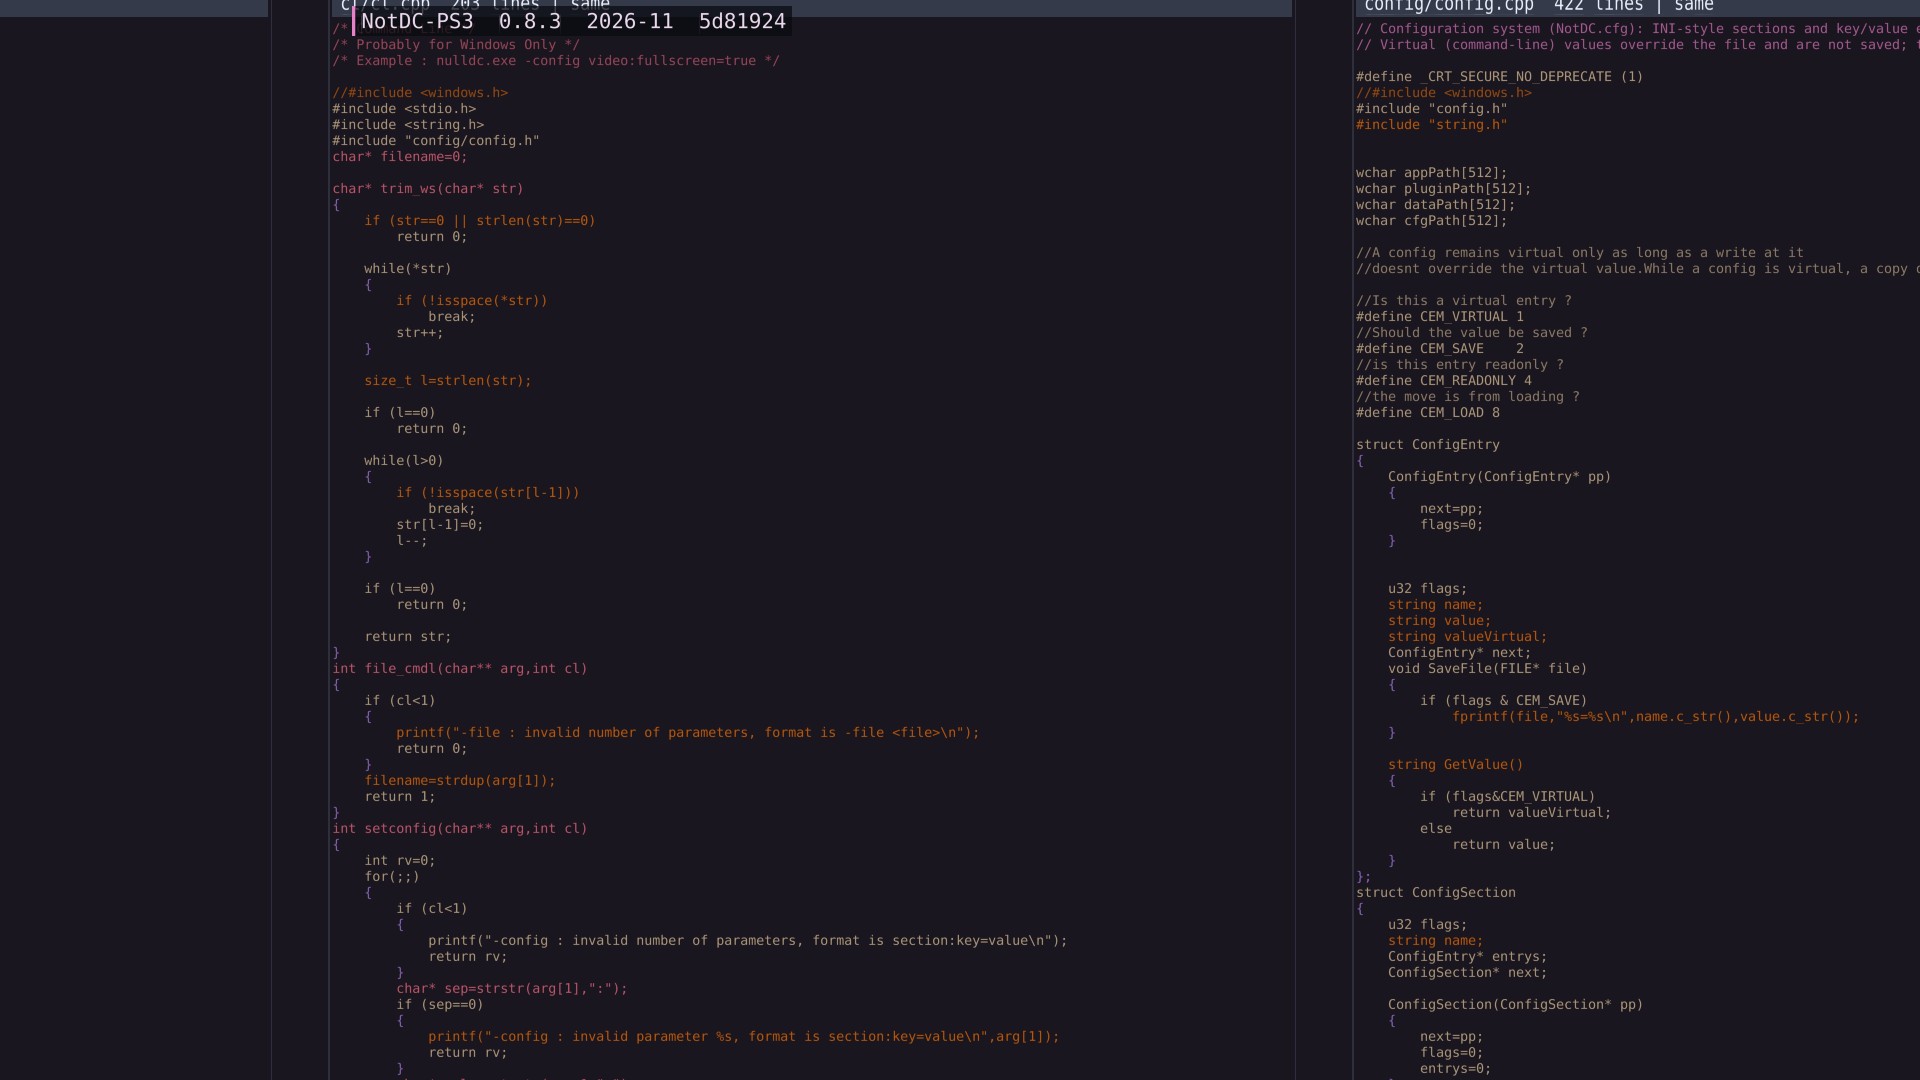 cl/cl.cpp  203 lines | same
NotDC-PS3  0.8.3  2026-11  5d81924
/*
/* Probably for Windows Only */
/* Example : nulldc.exe -config video:fullscreen=true */
//#include <windows.h>
#include <stdio.h>
#include <string.h>
#include "config/config.h"
char* filename=0;
char* trim_ws(char* str)
{
    if (str==0 || strlen(str)==0)
        return 0;
    while(*str)
    {
        if (!isspace(*str))
            break;
        str++;
    }
    size_t l=strlen(str);
    if (l==0)
        return 0;
    while(l>0)
    {
        if (!isspace(str[l-1]))
            break;
        str[l-1]=0;
        l--;
    }
    if (l==0)
        return 0;
    return str;
}
int file_cmdl(char** arg,int cl)
{
    if (cl<1)
    {
        printf("-file : invalid number of parameters, format is -file <file>\n");
        return 0;
    }
    filename=strdup(arg[1]);
    return 1;
}
int setconfig(char** arg,int cl)
{
    int rv=0;
    for(;;)
    {
        if (cl<1)
        {
            printf("-config : invalid number of parameters, format is section:key=value\n");
            return rv;
        }
        char* sep=strstr(arg[1],":");
        if (sep==0)
        {
            printf("-config : invalid parameter %s, format is section:key=value\n",arg[1]);
            return rv;
        }
config/config.cpp  422 lines | same
// Configuration system (NotDC.cfg): INI-style sections and key/value
// Virtual (command-line) values override the file and are not saved;
#define _CRT_SECURE_NO_DEPRECATE (1)
//#include <windows.h>
#include "config.h"
#include "string.h"
wchar appPath[512];
wchar pluginPath[512];
wchar dataPath[512];
wchar cfgPath[512];
//A config remains virtual only as long as a write at it
//doesnt override the virtual value.While a config is virtual, a copy
//Is this a virtual entry ?
#define CEM_VIRTUAL 1
//Should the value be saved ?
#define CEM_SAVE    2
//is this entry readonly ?
#define CEM_READONLY 4
//the move is from loading ?
#define CEM_LOAD 8
struct ConfigEntry
{
    ConfigEntry(ConfigEntry* pp)
    {
        next=pp;
        flags=0;
    }
    u32 flags;
    string name;
    string value;
    string valueVirtual;
    ConfigEntry* next;
    void SaveFile(FILE* file)
    {
        if (flags & CEM_SAVE)
            fprintf(file,"%s=%s\n",name.c_str(),value.c_str());
    }
    string GetValue()
    {
        if (flags&CEM_VIRTUAL)
            return valueVirtual;
        else
            return value;
    }
};
struct ConfigSection
{
    u32 flags;
    string name;
    ConfigEntry* entrys;
    ConfigSection* next;
    ConfigSection(ConfigSection* pp)
    {
        next=pp;
        flags=0;
        entrys=0;